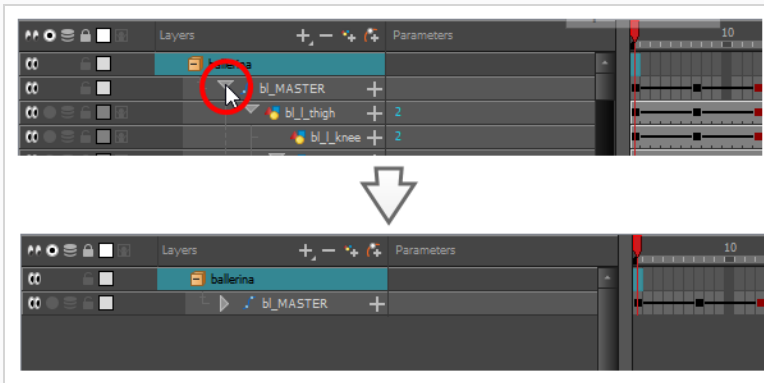 Layers Parameters 10
ballerina
bl_MASTER
bl_l_thigh 2
bl_l_knee 2
Layers Parameters 10
ballerina
bl_MASTER